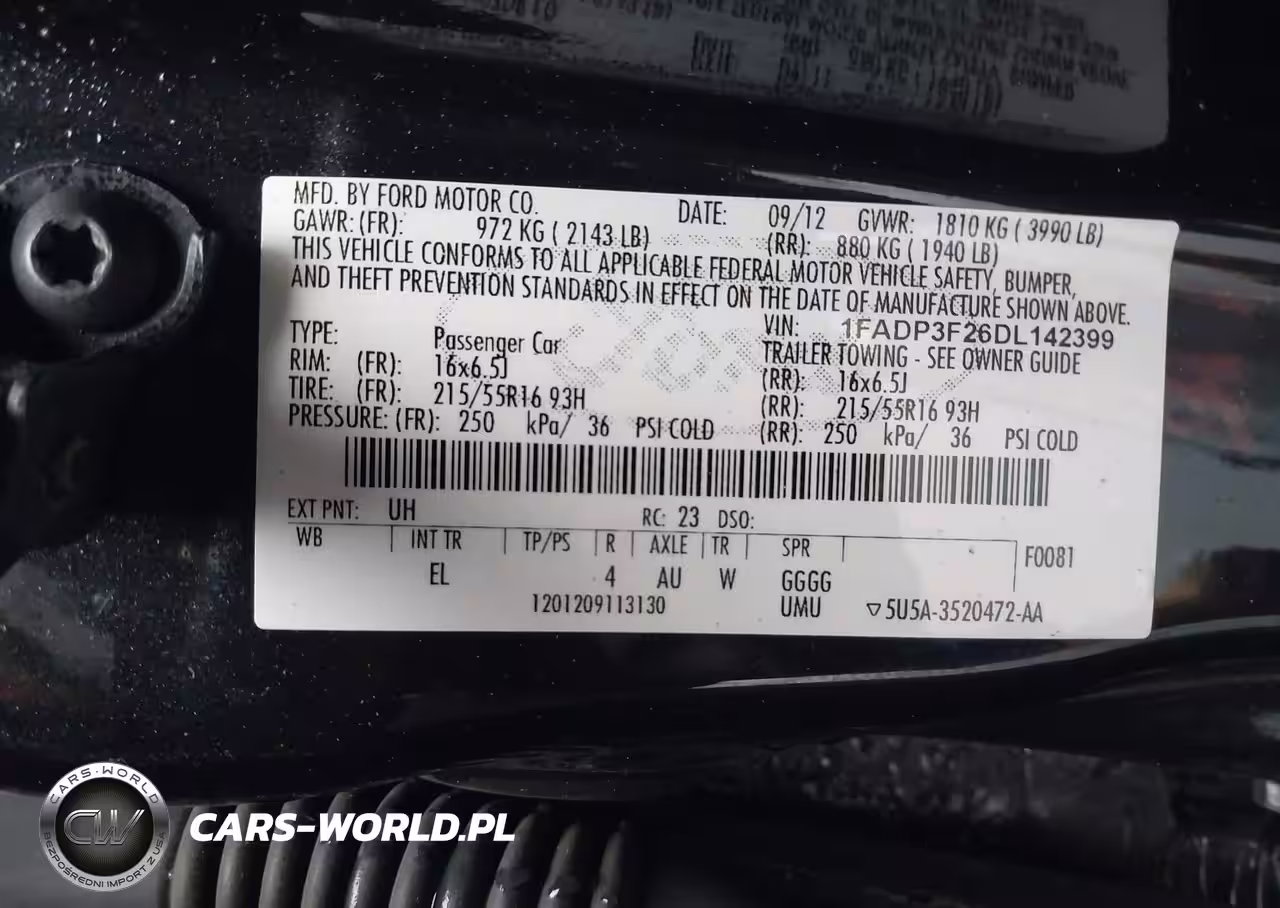 MFD. BY FORD MOTOR CO. DATE: 09/12 GVWR: 1810 KG ( 3990 LB)
GAWR: (FR): 972 KG ( 2143 LB) (RR): 880 KG ( 1940 LB)
THIS VEHICLE CONFORMS TO ALL APPLICABLE FEDERAL MOTOR VEHICLE SAFETY, BUMPER,
AND THEFT PREVENTION STANDARDS IN EFFECT ON THE DATE OF MANUFACTURE SHOWN ABOVE.
VIN: 1FADP3F26DL142399
TYPE: Passenger Car TRAILER TOWING - SEE OWNER GUIDE
RIM: (FR): 16x6.5J (RR): 16x6.5J
TIRE: (FR): 215/55R16 93H (RR): 215/55R16 93H
PRESSURE: (FR): 250 kPa/ 36 PSI COLD (RR): 250 kPa/ 36 PSI COLD
EXT PNT: UH RC: 23 DSO:
WB INT TR TP/PS R AXLE TR SPR F0081
EL 4 AU W GGGG
1201209113130 UMU ▽5U5A-3520472-AA
CARS-WORLD
CW
BEZPOŚREDNI IMPORT Z USA
CARS-WORLD.PL